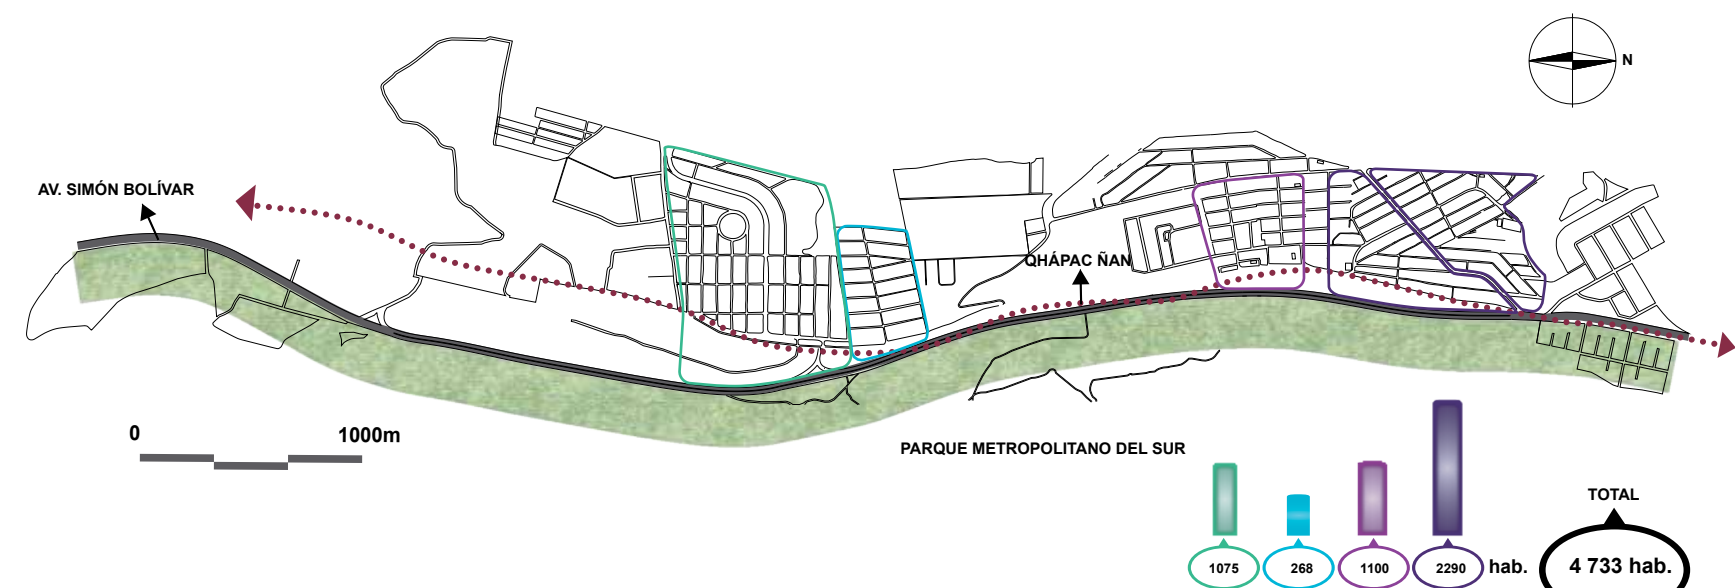 N
AV. SIMÓN BOLÍVAR
QHÁPAC ÑAN
0 1000m
PARQUE METROPOLITANO DEL SUR
TOTAL
1075 268 1100 2290 hab. 4 733 hab.